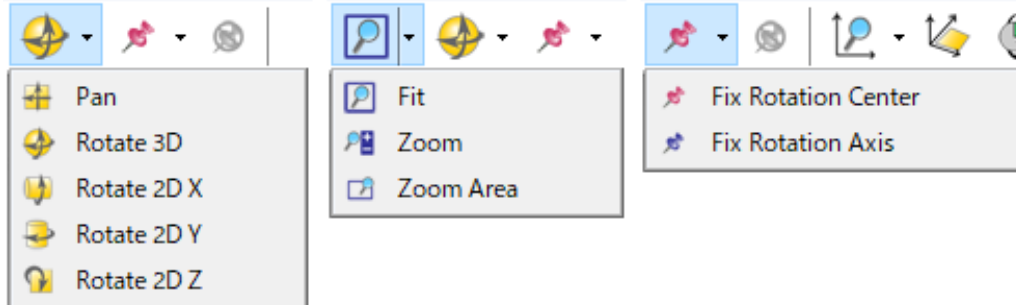 Pan
Rotate 3D
Rotate 2D X
Rotate 2D Y
Rotate 2D Z
Fit
Zoom
Zoom Area
Fix Rotation Center
Fix Rotation Axis